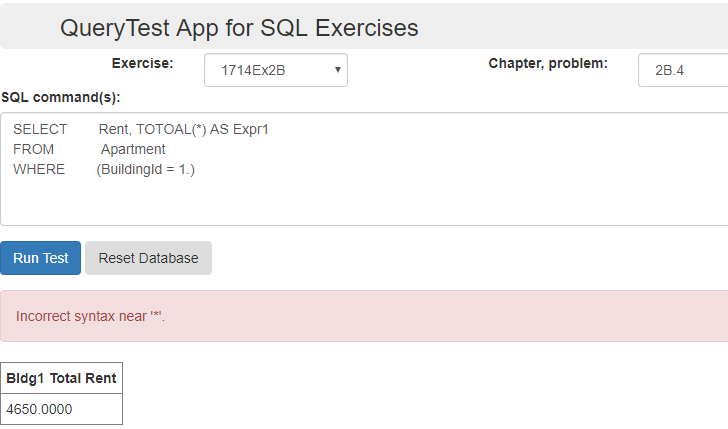 QueryTest App for SQL Exercises
Exercise: 1714Ex2B Chapter, problem: 2B.4
SQL command(s):
SELECT Rent, TOTOAL(*) AS Expr1
FROM Apartment
WHERE (BuildingId = 1.)
Run Test Reset Database
Incorrect syntax near '*'.
Bldg1 Total Rent
4650.0000